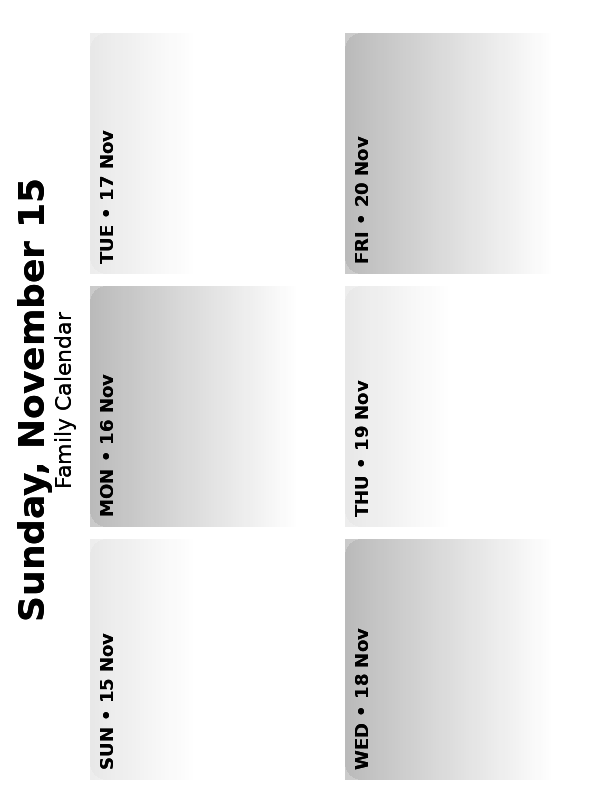 Sunday, November 15
Family Calendar
SUN • 15 Nov
MON • 16 Nov
TUE • 17 Nov
WED • 18 Nov
THU • 19 Nov
FRI • 20 Nov